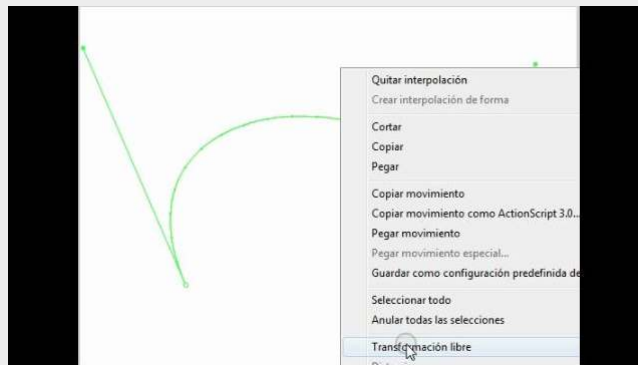 Quitar interpolación
Crear interpolación de forma
Cortar
Copiar
Pegar
Copiar movimiento
Copiar movimiento como ActionScript 3.0...
Pegar movimiento
Pegar movimiento especial...
Guardar como configuración predefinida de
Seleccionar todo
Anular todas las selecciones
Transformación libre